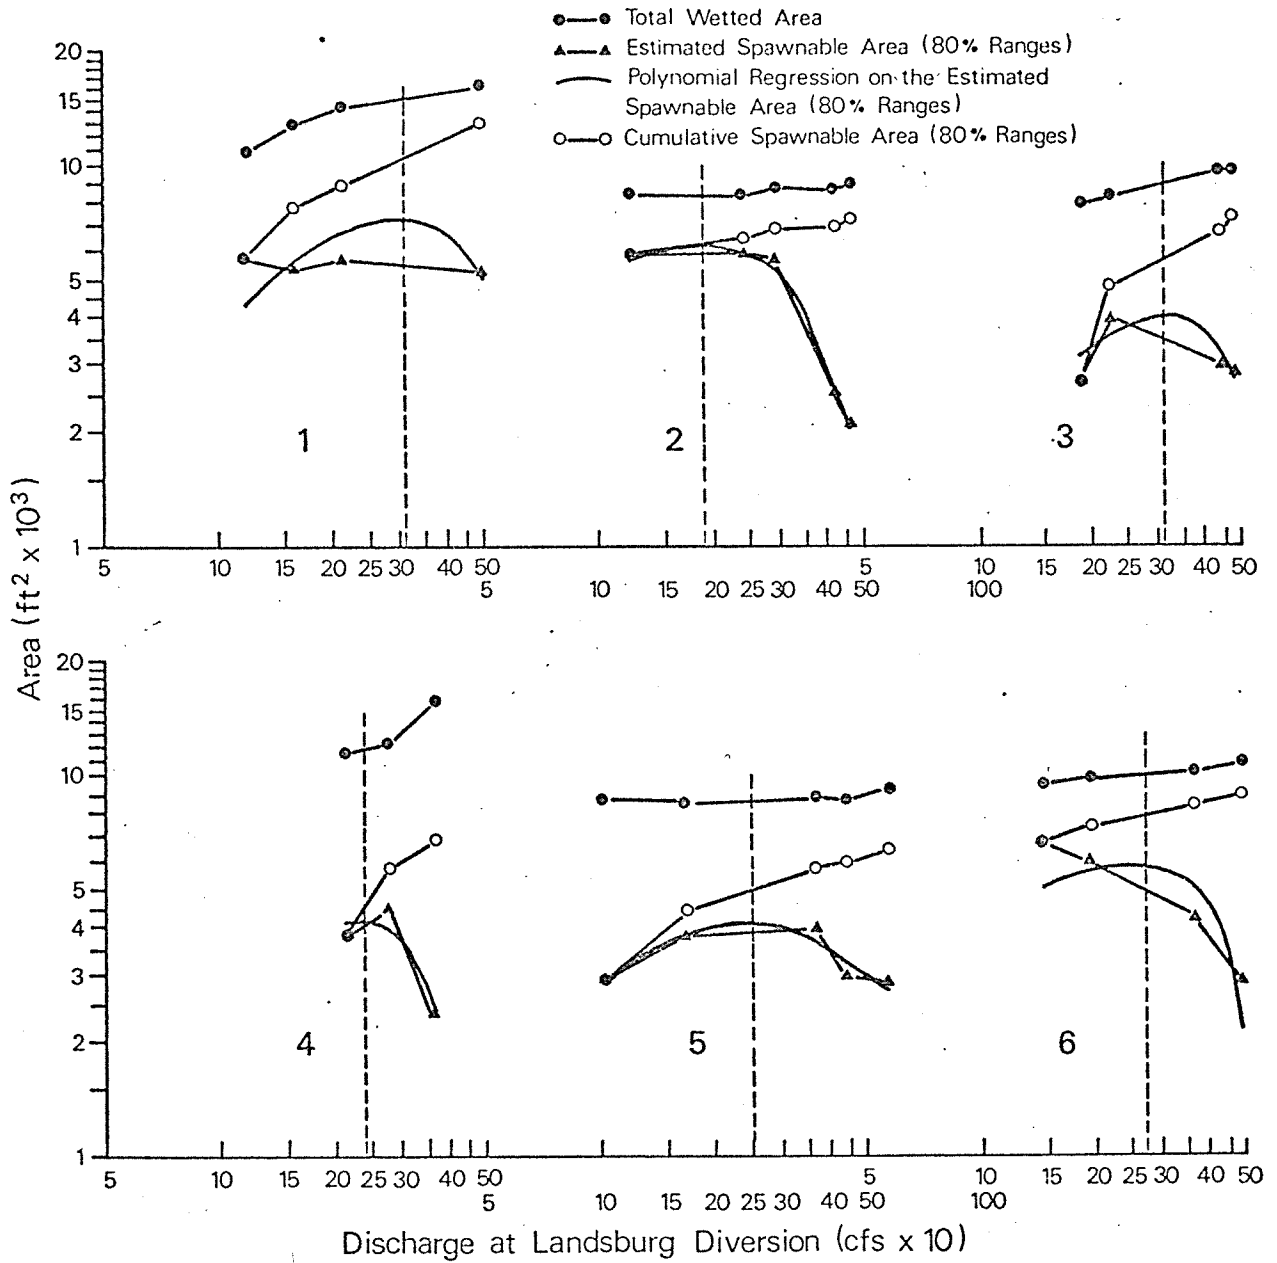 Total Wetted Area
Estimated Spawnable Area (80% Ranges)
Polynomial Regression on the Estimated
Spawnable Area (80% Ranges)
Cumulative Spawnable Area (80% Ranges)
20
15
10
5
4
3
2
1
1
2
3
5 10 15 20 25 30 40 50 5 10 15 20 25 30 40 50
5 10 15 20 25 30 40 50
10 100
Area (ft² x 10³)
20
15
10
5
4
3
2
1
4
5
6
5 10 15 20 25 30 40 50 5 10 15 20 25 30 40 50
5 10 15 20 25 30 40 50
10 100
Discharge at Landsburg Diversion (cfs x 10)